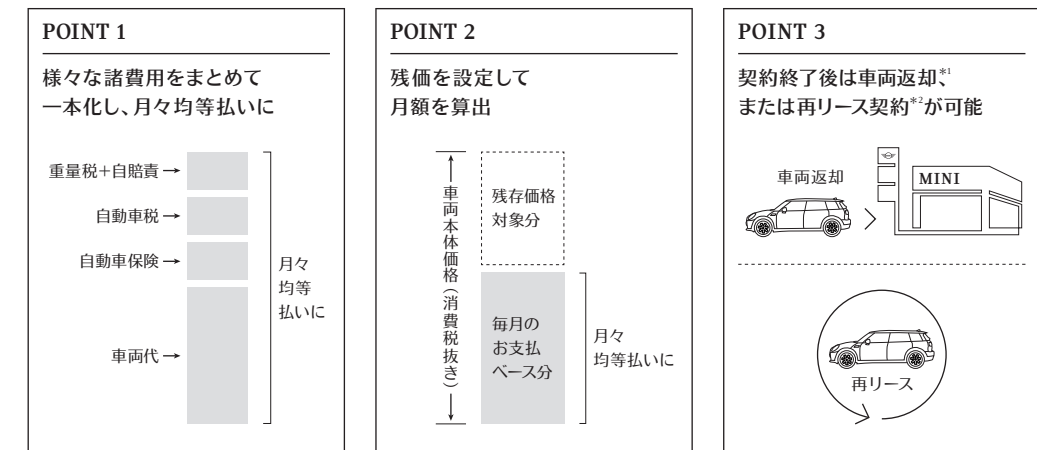 POINT 1
様々な諸費用をまとめて
一本化し、月々均等払いに
重量税+自賠責→
自動車税→
自動車保険→
車両代→
月々
均等
払いに
POINT 2
残価を設定して
月額を算出
車両本体価格(消費税抜き)
残存価格
対象分
毎月の
お支払
ベース分
月々
均等払いに
POINT 3
契約終了後は車両返却、*1
または再リース契約*2が可能
車両返却
MINI
再リース